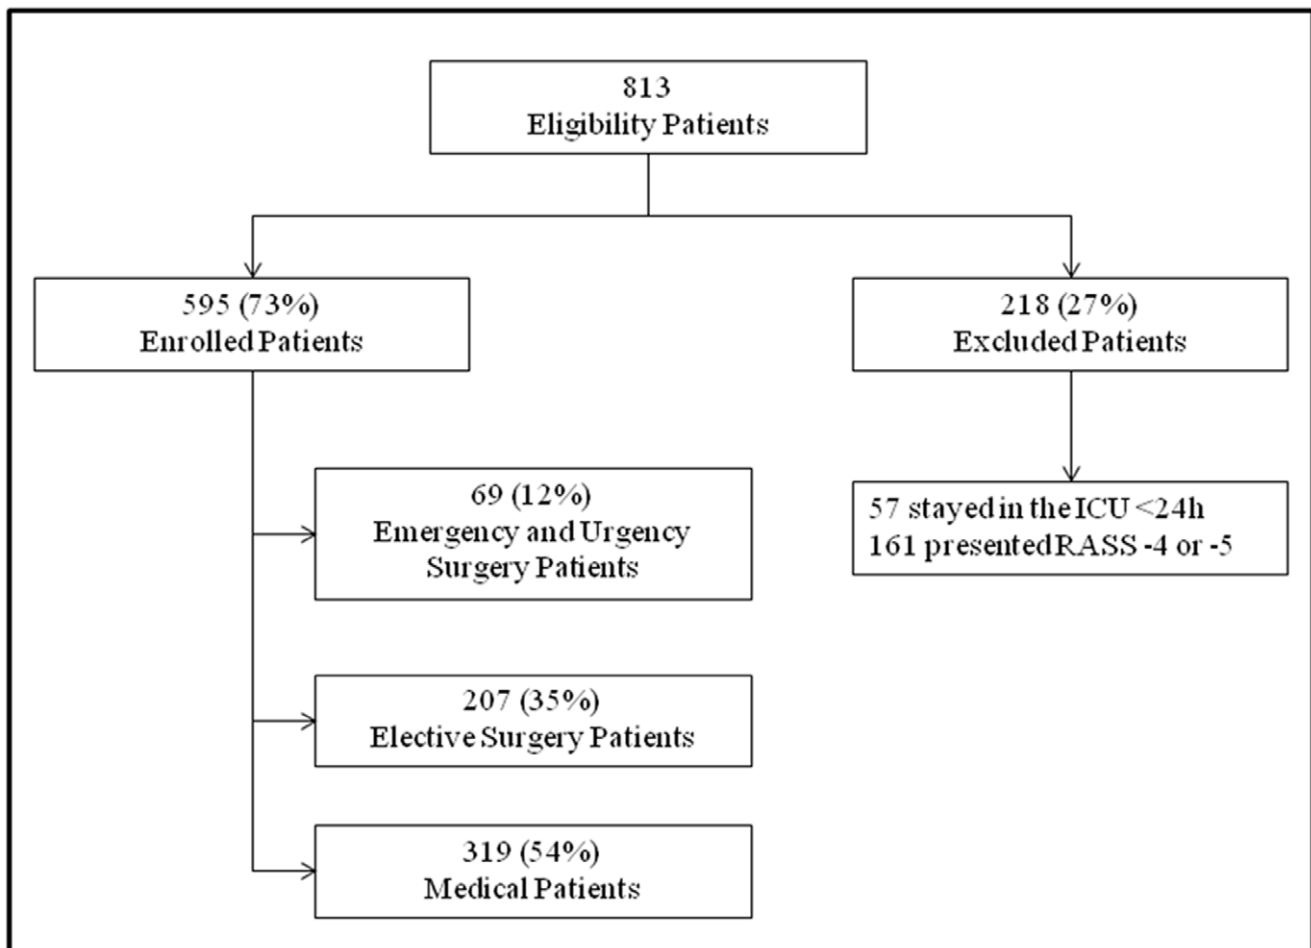 813
Eligibility Patients
595 (73%)
Enrolled Patients
218 (27%)
Excluded Patients
69 (12%)
Emergency and Urgency
Surgery Patients
57 stayed in the ICU <24h
161 presented RASS -4 or -5
207 (35%)
Elective Surgery Patients
319 (54%)
Medical Patients